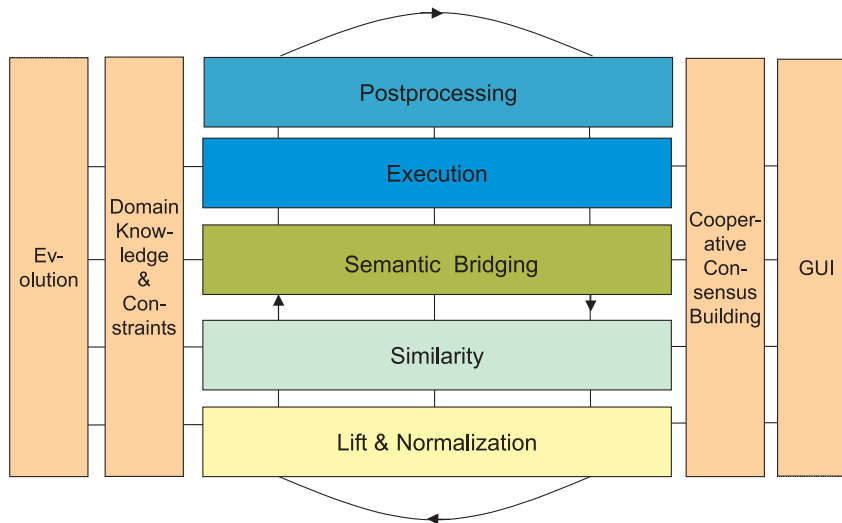 Ev-
olution
Domain
Know-
ledge
&
Con-
straints
Postprocessing
Execution
Semantic Bridging
Similarity
Lift & Normalization
Cooper-
ative
Con-
sensus
Building
GUI